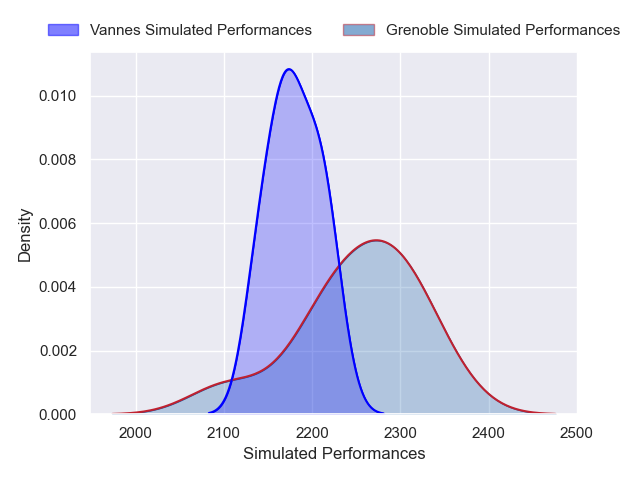 Vannes Simulated Performances Grenoble Simulated Performances
0.010
0.008
0.006
0.004
0.002
0.000
Density
2000 2100 2200 2300 2400 2500
Simulated Performances